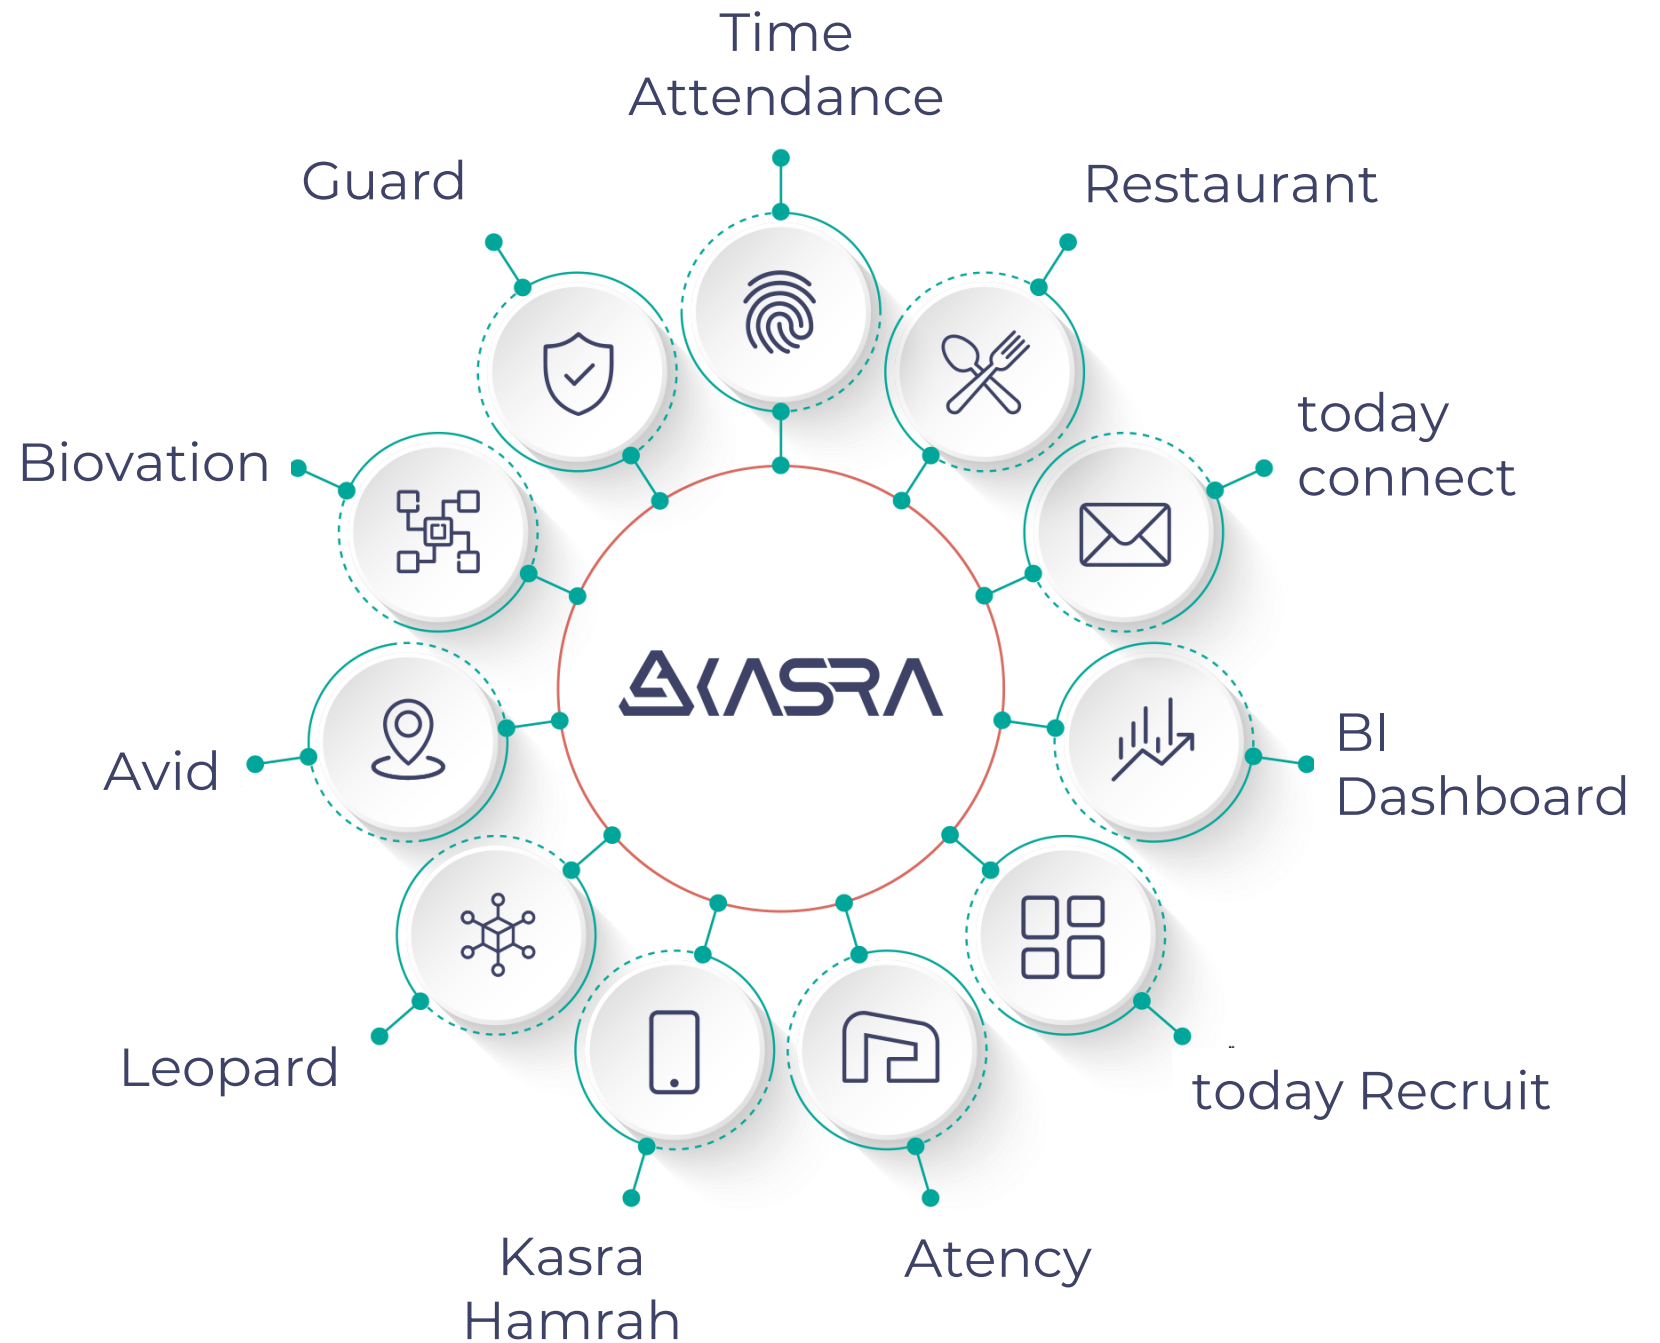 Time
Attendance
Guard
Restaurant
today
connect
Biovation
KASRA
BI
Dashboard
Avid
Leopard
today Recruit
Kasra
Hamrah
Atency